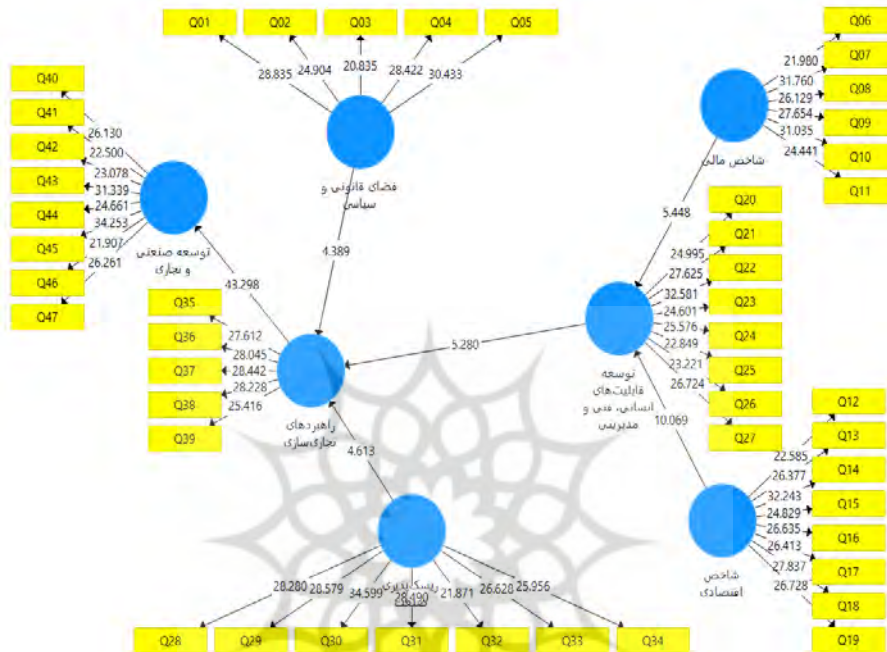 Q01 Q02 Q03 Q04 Q05
28.835 24.904 20.835 28.422 30.433
فضای قانونی و
سیاسی
4.389
Q06
Q07
Q08
Q09
Q10
Q11
21.980
31.760
26.129
27.654
31.035
24.441
شاخص مالی
5.448
Q40
Q41
Q42
Q43
Q44
Q45
Q46
Q47
26.130
22.500
23.078
31.339
24.661
34.253
21.907
26.261
توسعه صنعتی
و تجاری
43.298
Q20
Q21
Q22
Q23
Q24
Q25
Q26
Q27
24.995
27.625
32.581
24.601
25.576
22.849
23.221
26.724
توسعه
قابلیت‌های
انسانی، فنی و
مدیریتی
5.280
10.069
Q35
Q36
Q37
Q38
Q39
27.612
28.045
28.442
28.228
25.416
راهبردهای
تجاری‌سازی
4.613
Q12
Q13
Q14
Q15
Q16
Q17
Q18
Q19
22.585
26.377
32.243
24.829
26.635
26.413
27.837
26.728
شاخص
اقتصادی
ریسک‌پذیری
28.280 28.579 34.599 28.490 21.871 26.628 25.956
Q28 Q29 Q30 Q31 Q32 Q33 Q34